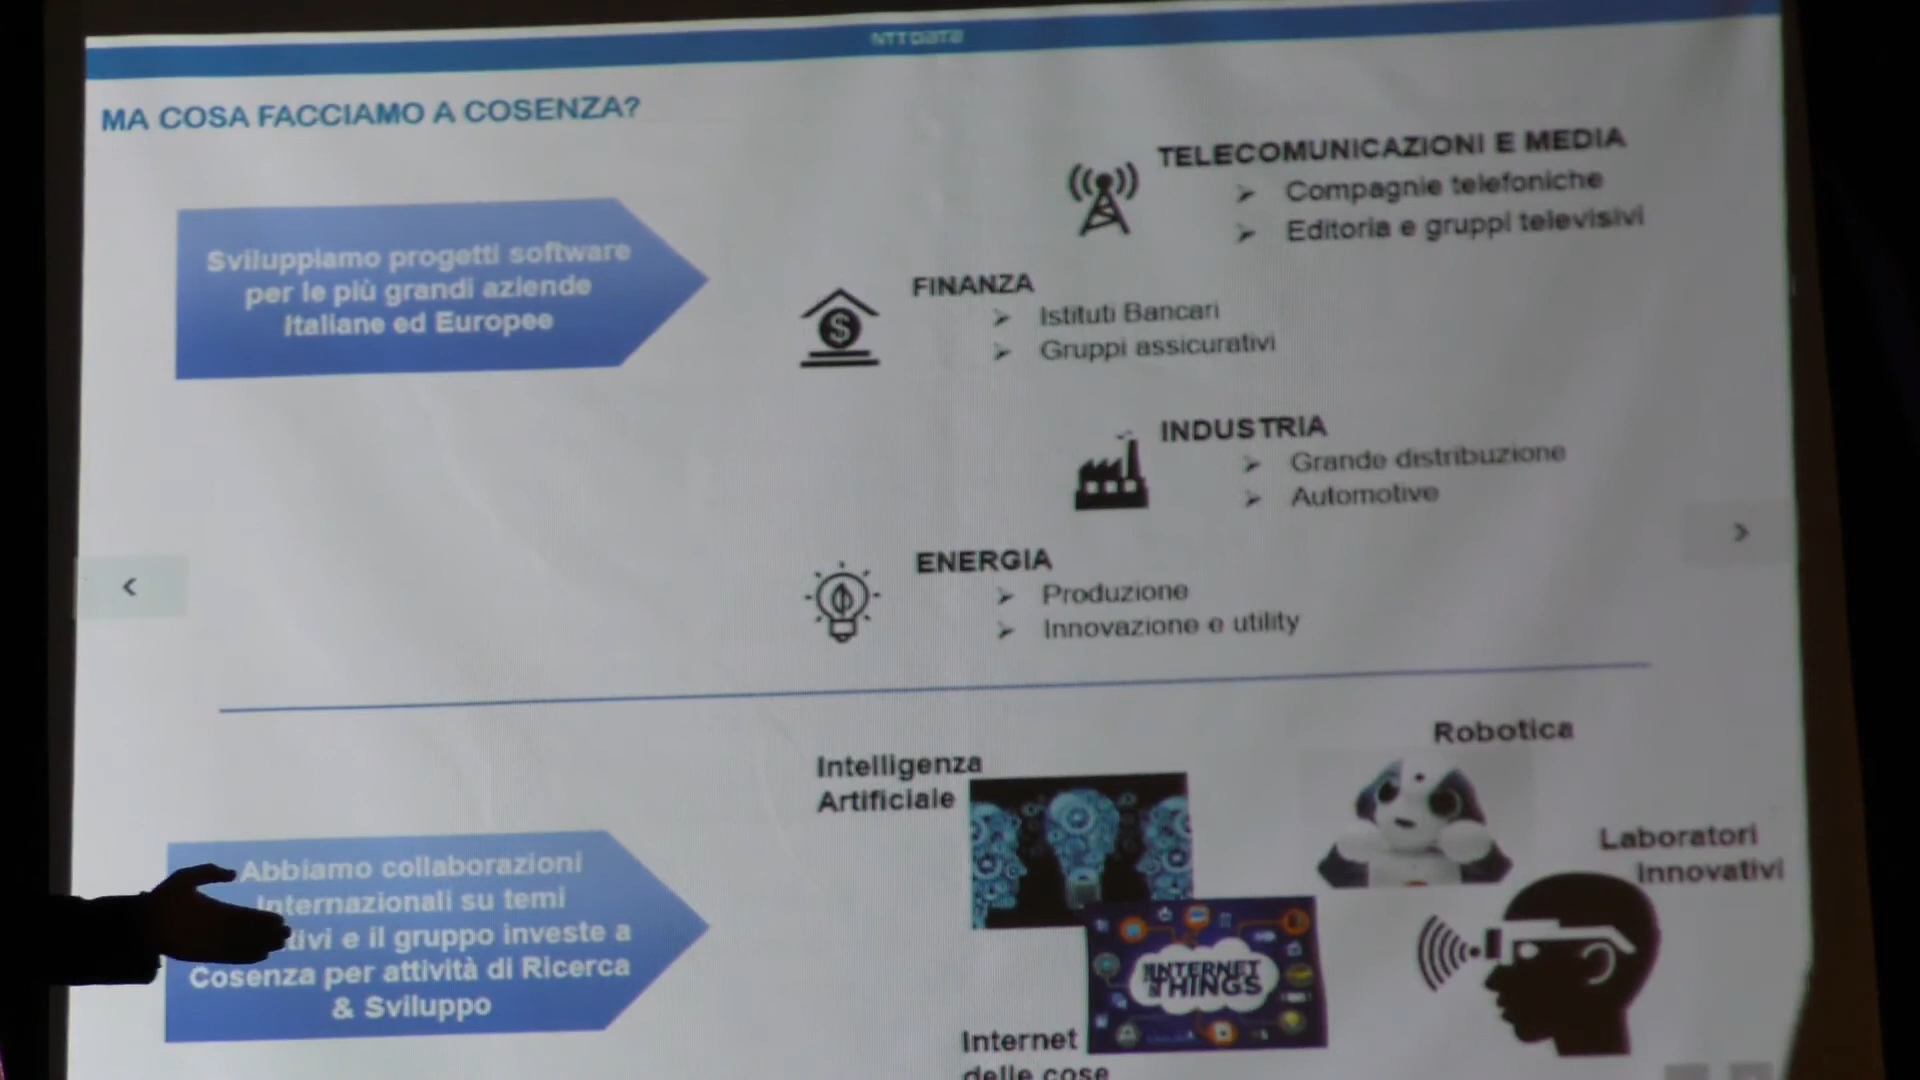 NTT DATA
MA COSA FACCIAMO A COSENZA?
Sviluppiamo progetti software
per le più grandi aziende
Italiane ed Europee
TELECOMUNICAZIONI E MEDIA
Compagnie telefoniche
Editoria e gruppi televisivi
FINANZA
Istituti Bancari
Gruppi assicurativi
INDUSTRIA
Grande distribuzione
Automotive
ENERGIA
Produzione
Innovazione e utility
Abbiamo collaborazioni
Internazionali su temi
tivi e il gruppo investe a
Cosenza per attività di Ricerca
& Sviluppo
Intelligenza
Artificiale
Robotica
Laboratori
Innovativi
INTERNET
THINGS
Internet
delle cose